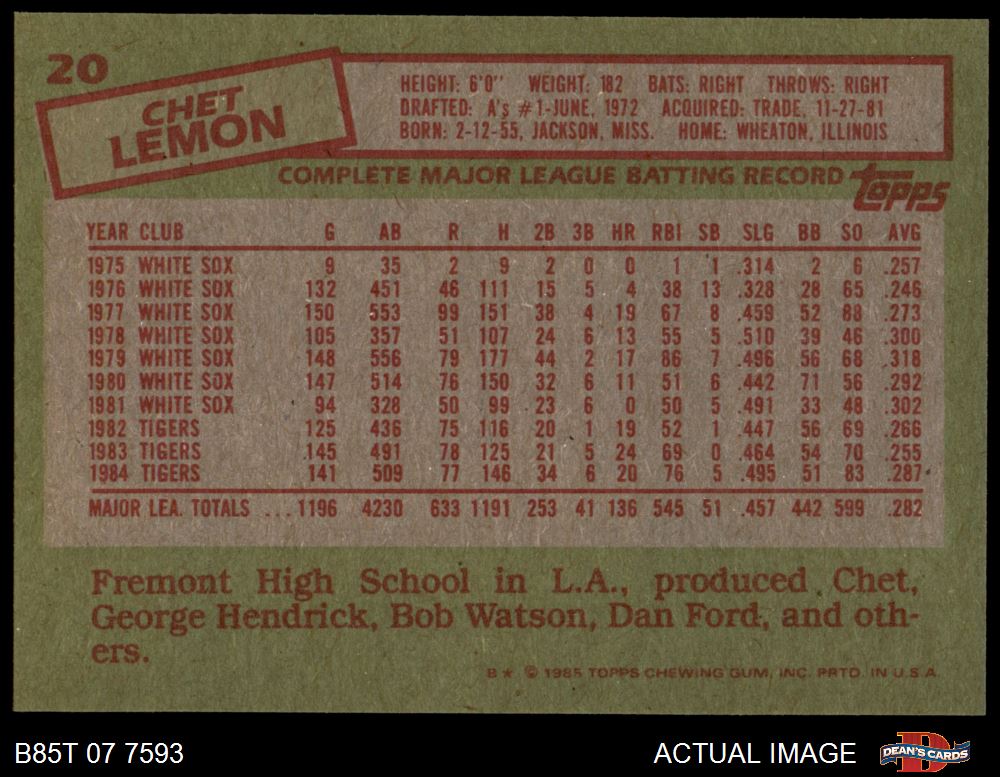 20
CHET
LEMON
HEIGHT: 6'0'' WEIGHT: 182 BATS: RIGHT THROWS: RIGHT
DRAFTED: A's #1-JUNE, 1972 ACQUIRED: TRADE, 11-27-81
BORN: 2-12-55, JACKSON, MISS. HOME: WHEATON, ILLINOIS
COMPLETE MAJOR LEAGUE BATTING RECORD topps
YEAR CLUB G AB R H 2B 3B HR RBI SB SLG BB SO AVG
1975 WHITE SOX 9 35 2 9 2 0 0 1 1 .314 2 6 .257
1976 WHITE SOX 132 451 46 111 15 5 4 38 13 .328 28 65 .246
1977 WHITE SOX 150 553 99 151 38 4 19 67 8 .459 52 88 .273
1978 WHITE SOX 105 357 51 107 24 6 13 55 5 .510 39 46 .300
1979 WHITE SOX 148 556 79 177 44 2 17 86 7 .496 56 68 .318
1980 WHITE SOX 147 514 76 150 32 6 11 51 6 .442 71 56 .292
1981 WHITE SOX 94 328 50 99 23 6 0 50 5 .491 33 48 .302
1982 TIGERS 125 436 75 116 20 1 19 52 1 .447 56 69 .266
1983 TIGERS 145 491 78 125 21 5 24 69 0 .464 54 70 .255
1984 TIGERS 141 509 77 146 34 6 20 76 5 .495 51 83 .287
MAJOR LEA. TOTALS ... 1196 4230 633 1191 253 41 136 545 51 .457 442 599 .282
Fremont High School in L.A., produced Chet,
George Hendrick, Bob Watson, Dan Ford, and oth-
ers.
B* © 1985 TOPPS CHEWING GUM, INC. PRTD. IN U.S.A.
B85T 07 7593 ACTUAL IMAGE DEAN'S CARDS